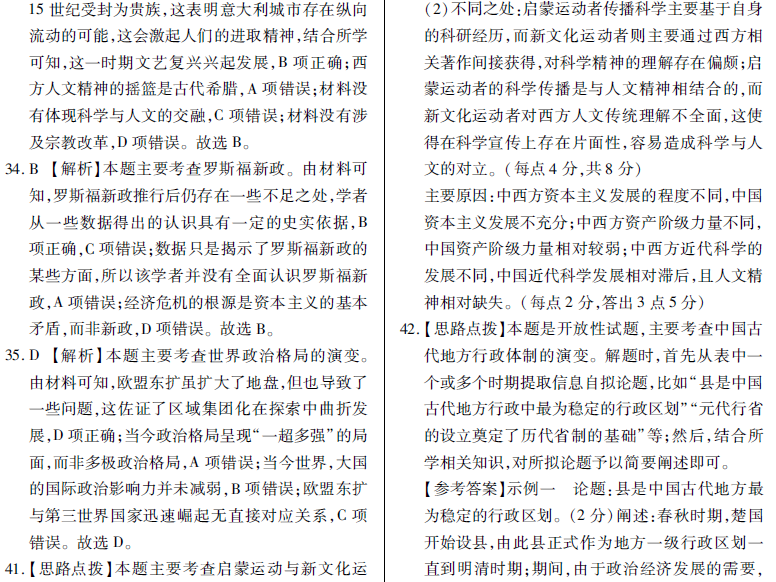 15 世纪受封为贵族,这表明意大利城市存在纵向
流动的可能,这会激起人们的进取精神,结合所学
可知,这一时期文艺复兴兴起发展,B 项正确;西
方人文精神的摇篮是古代希腊,A 项错误;材料没
有体现科学与人文的交融,C 项错误;材料没有涉
及宗教改革,D 项错误。故选 B。
34. B 【解析】本题主要考查罗斯福新政。由材料可
知,罗斯福新政推行后仍存在一些不足之处,学者
从一些数据得出的认识具有一定的史实依据,B
项正确,C 项错误;数据只是揭示了罗斯福新政的
某些方面,所以该学者并没有全面认识罗斯福新
政,A 项错误;经济危机的根源是资本主义的基本
矛盾,而非新政,D 项错误。故选 B。
35. D 【解析】本题主要考查世界政治格局的演变。
由材料可知,欧盟东扩虽扩大了地盘,但也导致了
一些问题,这佐证了区域集团化在探索中曲折发
展,D 项正确;当今政治格局呈现“一超多强”的局
面,而非多极政治格局,A 项错误;当今世界,大国
的国际政治影响力并未减弱,B 项错误;欧盟东扩
与第三世界国家迅速崛起无直接对应关系,C 项
错误。故选 D。
41.【思路点拨】本题主要考查启蒙运动与新文化运
(2)不同之处:启蒙运动者传播科学主要基于自身
的科研经历,而新文化运动者则主要通过西方相
关著作间接获得,对科学精神的理解存在偏颇;启
蒙运动者的科学传播是与人文精神相结合的,而
新文化运动者对西方人文传统理解不全面,这使
得在科学宣传上存在片面性,容易造成科学与人
文的对立。(每点 4 分,共 8 分)
主要原因:中西方资本主义发展的程度不同,中国
资本主义发展不充分;中西方资产阶级力量不同,
中国资产阶级力量相对较弱;中西方近代科学的
发展不同,中国近代科学发展相对滞后,且人文精
神相对缺失。(每点 2 分,答出 3 点 5 分)
42.【思路点拨】本题是开放性试题,主要考查中国古
代地方行政体制的演变。解题时,首先从表中一
个或多个时期提取信息自拟论题,比如“县是中国
古代地方行政中最为稳定的行政区划”“元代行省
的设立奠定了历代省制的基础”等;然后,结合所
学相关知识,对所拟论题予以简要阐述即可。
【参考答案】示例一 论题:县是中国古代地方最
为稳定的行政区划。(2 分)阐述:春秋时期,楚国
开始设县,由此县正式作为地方一级行政区划一
直到明清时期;期间,由于政治经济发展的需要,